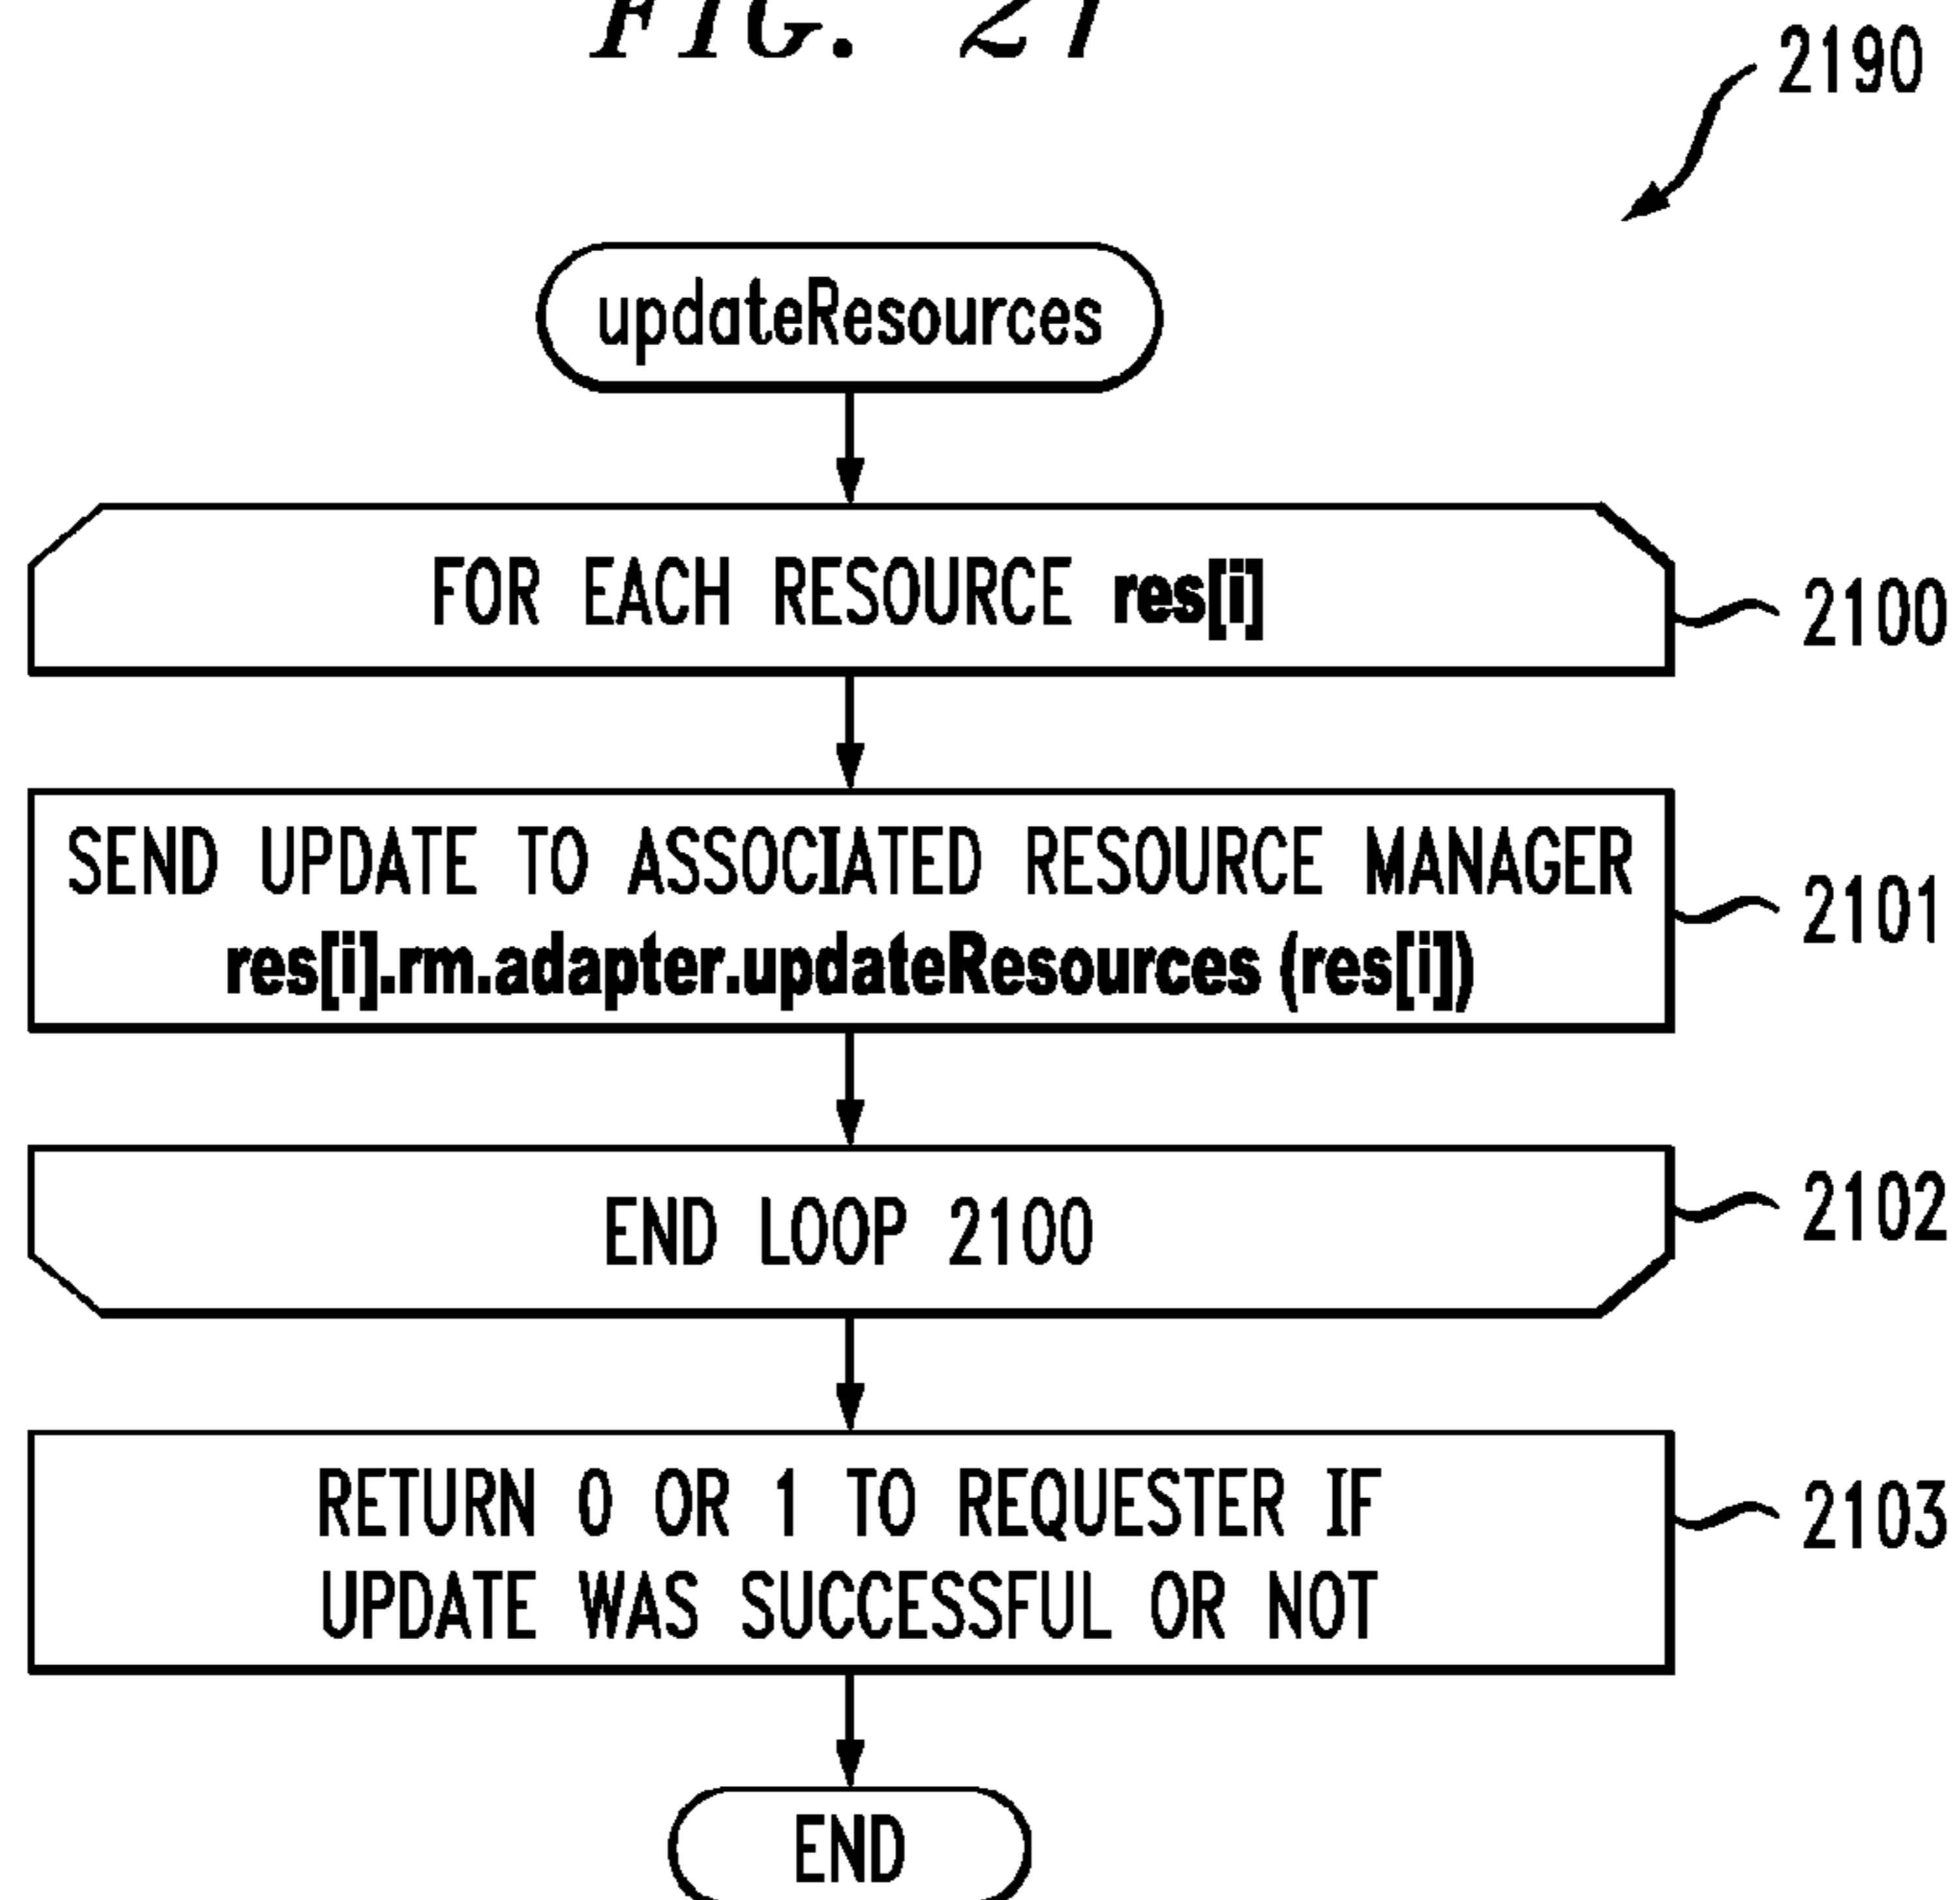 FIG. 21
2190
updateResources
FOR EACH RESOURCE res[i]
2100
SEND UPDATE TO ASSOCIATED RESOURCE MANAGER
res[i].rm.adapter.updateResources (res[i])
2101
END LOOP 2100
2102
RETURN 0 OR 1 TO REQUESTER IF
UPDATE WAS SUCCESSFUL OR NOT
2103
END